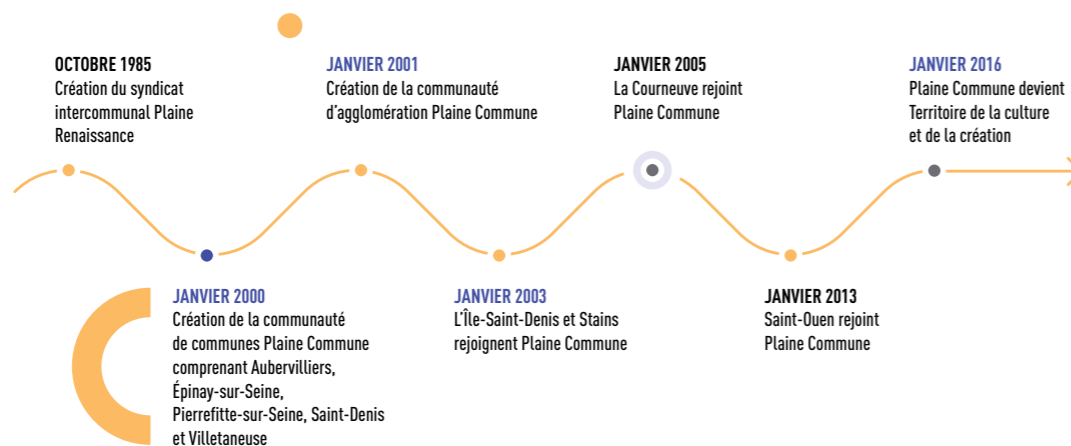 OCTOBRE 1985
Création du syndicat
intercommunal Plaine
Renaissance
JANVIER 2000
Création de la communauté
de communes Plaine Commune
comprenant Aubervilliers,
Épinay-sur-Seine,
Pierrefitte-sur-Seine, Saint-Denis
et Villetaneuse
JANVIER 2001
Création de la communauté
d'agglomération Plaine Commune
JANVIER 2003
L'Île-Saint-Denis et Stains
rejoignent Plaine Commune
JANVIER 2005
La Courneuve rejoint
Plaine Commune
JANVIER 2013
Saint-Ouen rejoint
Plaine Commune
JANVIER 2016
Plaine Commune devient
Territoire de la culture
et de la création